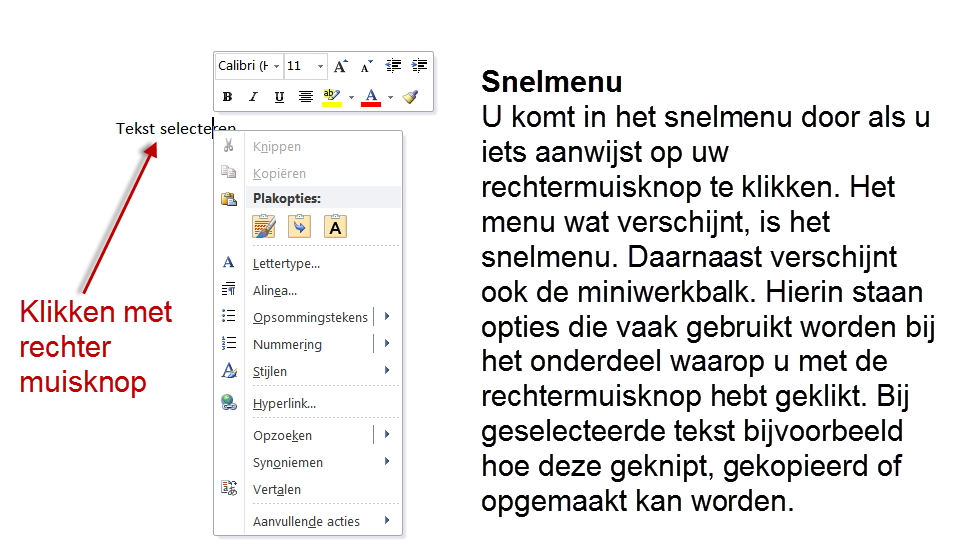 Calibri (H 11
B I U
ab A
Tekst selecteren
Knippen
Kopiëren
Plakopties:
A
Lettertype...
Alinea...
Opsommingstekens
Nummering
Stijlen
Hyperlink...
Opzoeken
Synoniemen
Vertalen
Aanvullende acties
Klikken met
rechter
muisknop
Snelmenu
U komt in het snelmenu door als u
iets aanwijst op uw
rechtermuisknop te klikken. Het
menu wat verschijnt, is het
snelmenu. Daarnaast verschijnt
ook de miniwerkbalk. Hierin staan
opties die vaak gebruikt worden bij
het onderdeel waarop u met de
rechtermuisknop hebt geklikt. Bij
geselecteerde tekst bijvoorbeeld
hoe deze geknipt, gekopieerd of
opgemaakt kan worden.